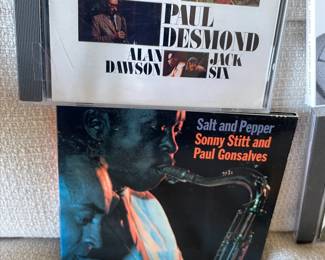 PAUL
DESMOND
ALAN JACK
DAWSON SIX
Salt and Pepper
Sonny Stitt and
Paul Gonsalves